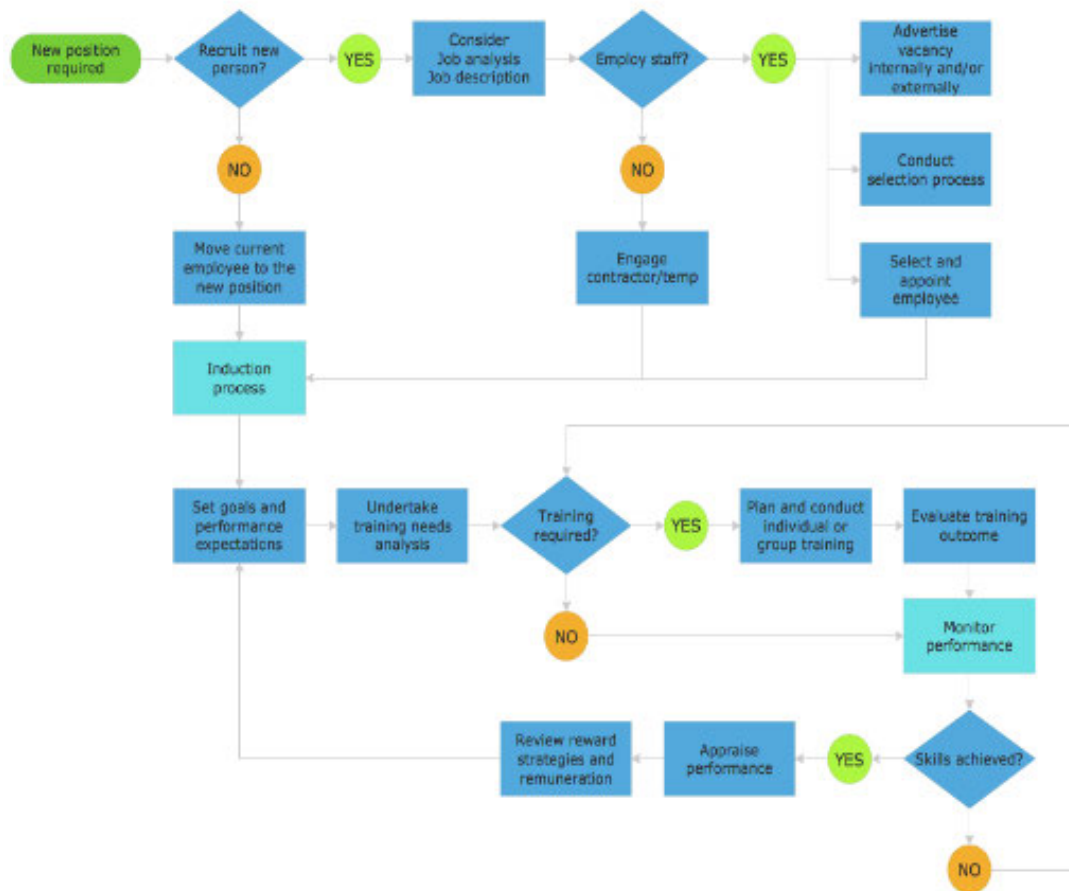 New position
required
Recruit new
person?
YES
Consider
Job analysis
Job description
Employ staff?
YES
Advertise
vacancy
internally and/or
externally
NO
NO
Conduct
selection process
Move current
employee to the
new position
Engage
contractor/temp
Select and
appoint
employee
Induction
process
Set goals and
performance
expectations
Undertake
training needs
analysis
Training
required?
YES
Plan and conduct
individual or
group training
Evaluate training
outcome
NO
Monitor
performance
Review reward
strategies and
remuneration
Appraise
performance
YES
Skills achieved?
NO